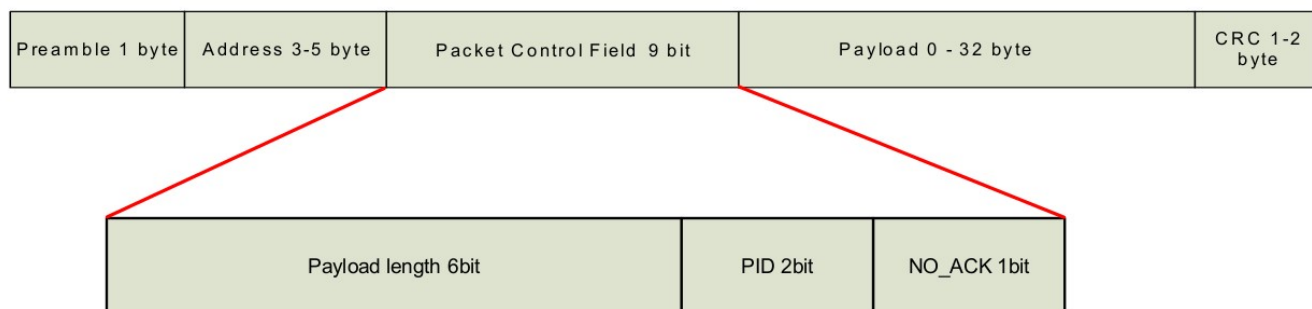 Preamble 1 byte
Address 3-5 byte
Packet Control Field 9 bit
Payload 0 - 32 byte
CRC 1-2
byte
Payload length 6bit
PID 2bit
NO_ACK 1bit